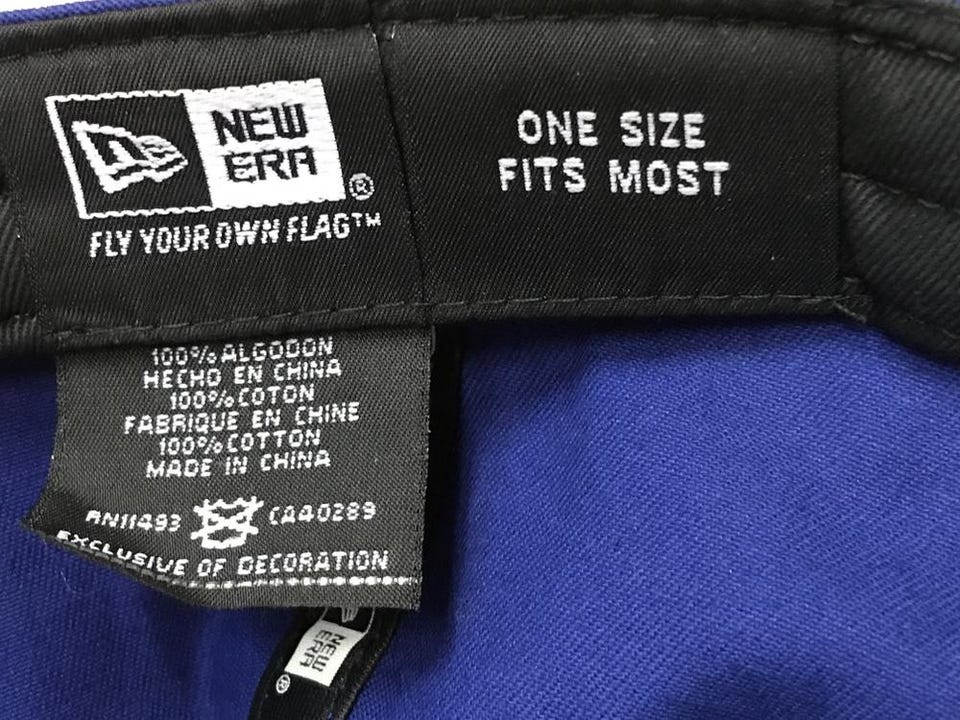 NEW
ERA
®
FLY YOUR OWN FLAG™
ONE SIZE
FITS MOST
100% ALGODON
HECHO EN CHINA
100% COTON
FABRIQUE EN CHINE
100% COTTON
MADE IN CHINA
RN11493 CA40289
EXCLUSIVE OF DECORATION
NEW
ERA
®